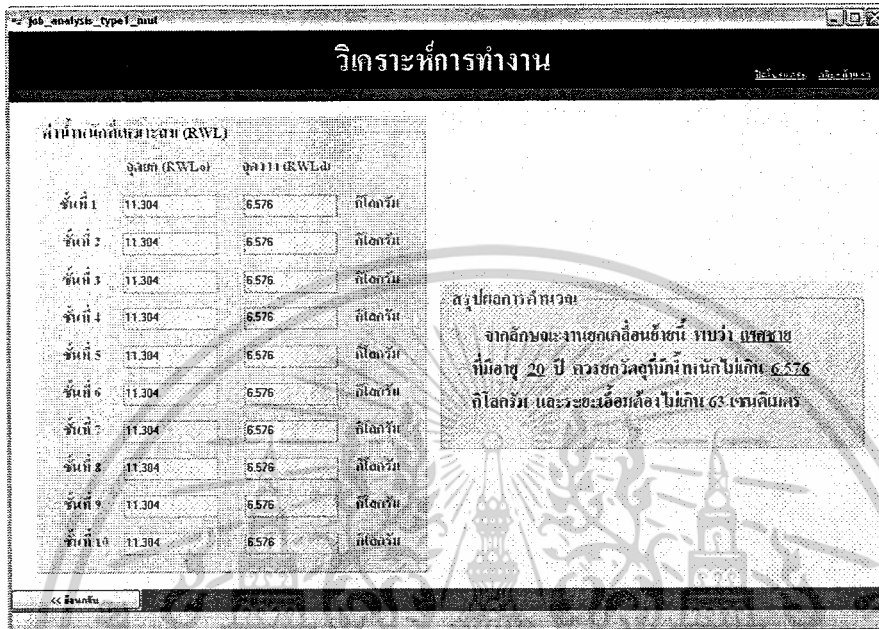 job_analysis_type1_mul
วิเคราะห์การทำงาน
ค่าน้ำหนักที่เหมาะสม (RWL)
จุดยก (RWLo) จุดวาง (RWLd)
ชั้นที่ 1 11.304 6.576 กิโลกรัม
ชั้นที่ 2 11.304 6.576 กิโลกรัม
ชั้นที่ 3 11.304 6.576 กิโลกรัม
ชั้นที่ 4 11.304 6.576 กิโลกรัม
ชั้นที่ 5 11.304 6.576 กิโลกรัม
ชั้นที่ 6 11.304 6.576 กิโลกรัม
ชั้นที่ 7 11.304 6.576 กิโลกรัม
ชั้นที่ 8 11.304 6.576 กิโลกรัม
ชั้นที่ 9 11.304 6.576 กิโลกรัม
ชั้นที่ 10 11.304 6.576 กิโลกรัม
สรุปผลการคำนวณ
จากลักษณะงานยกเคลื่อนย้ายนี้ พบว่า เพศชาย
ที่มีอายุ 20 ปี ควรยกวัตถุที่มีน้ำหนักไม่เกิน 6.576
กิโลกรัม และระยะเอื้อมต้องไม่เกิน 63 เซนติเมตร
<< ย้อนกลับ